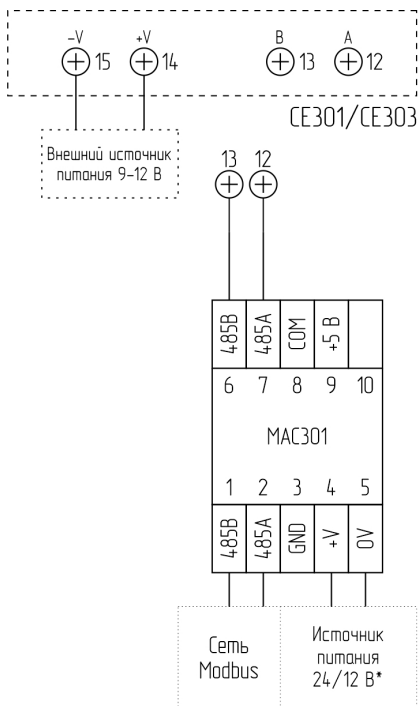 -V +V B A
15 14 13 12
CE301/CE303
Внешний источник
питания 9-12 В
13 12
485B 485A COM +5 В
6 7 8 9 10
MAC301
1 2 3 4 5
485B 485A GND +V 0V
Сеть
Modbus
Источник
питания
24/12 В*